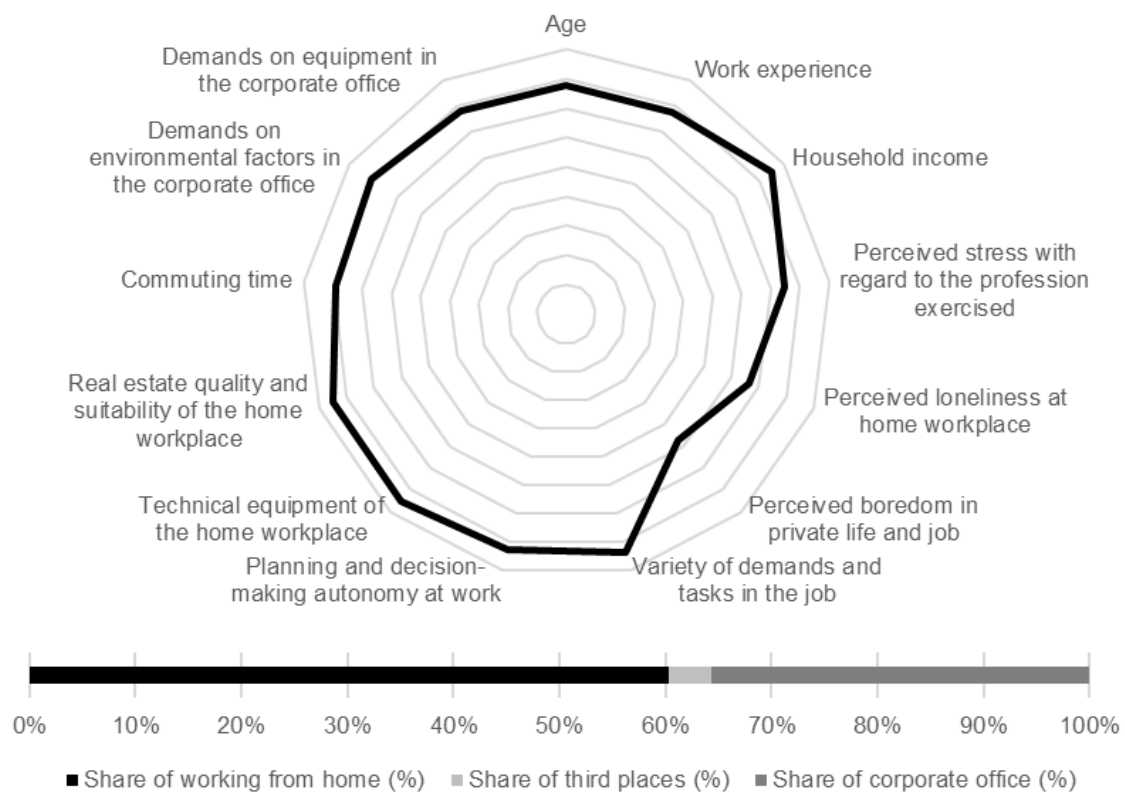 Age
Work experience
Household income
Perceived stress with
regard to the profession
exercised
Perceived loneliness at
home workplace
Perceived boredom in
private life and job
Variety of demands and
tasks in the job
Planning and decision-
making autonomy at work
Technical equipment of
the home workplace
Real estate quality and
suitability of the home
workplace
Commuting time
Demands on
environmental factors in
the corporate office
Demands on equipment in
the corporate office
0% 10% 20% 30% 40% 50% 60% 70% 80% 90% 100%
Share of working from home (%) Share of third places (%) Share of corporate office (%)